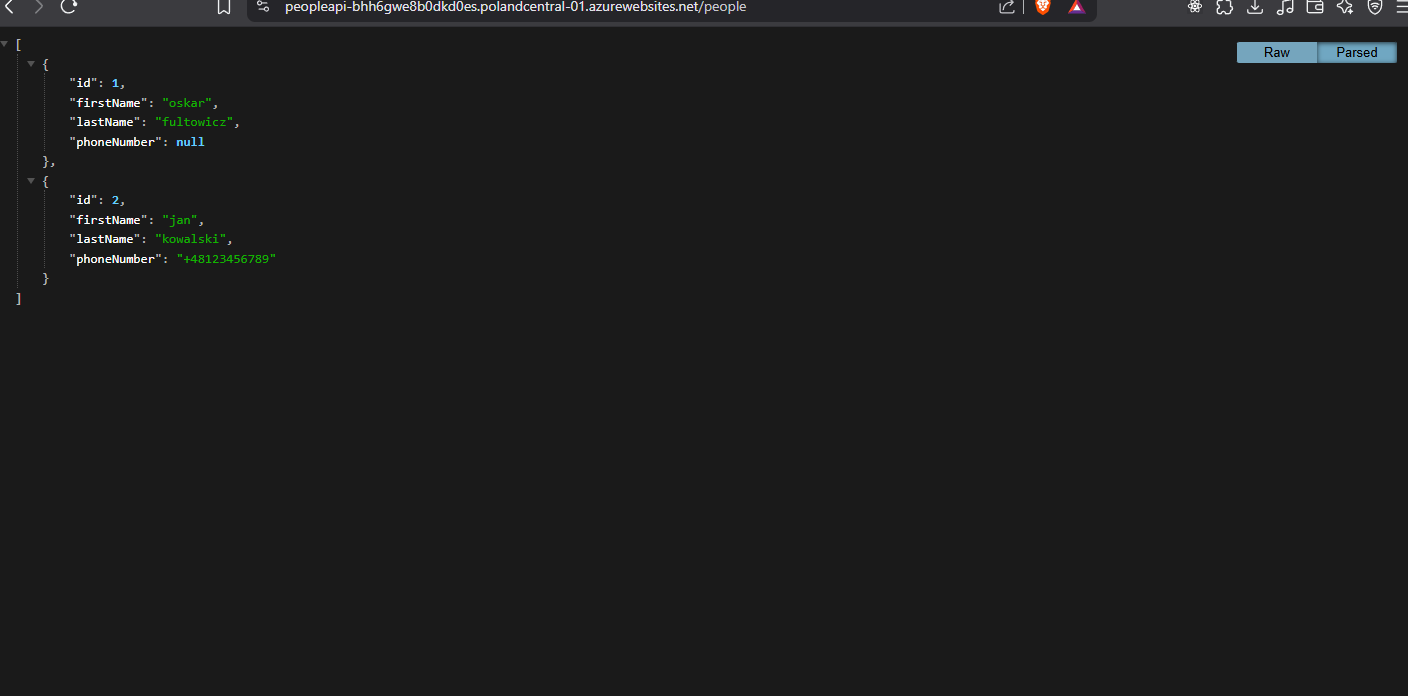 peopleapi-bhh6gwe8b0dkd0es.polandcentral-01.azurewebsites.net/people
Raw Parsed
[
{
"id": 1,
"firstName": "oskar",
"lastName": "fultowicz",
"phoneNumber": null
},
{
"id": 2,
"firstName": "jan",
"lastName": "kowalski",
"phoneNumber": "+48123456789"
}
]